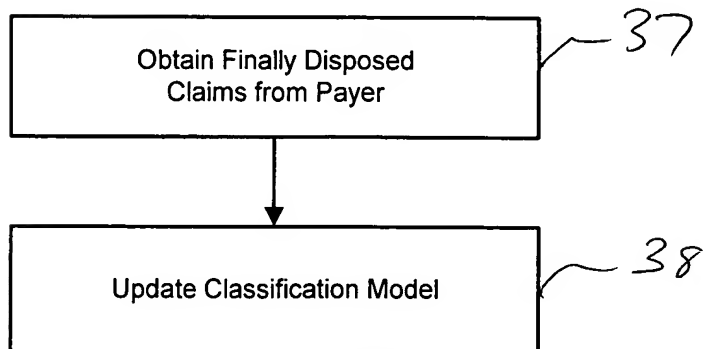 Obtain Finally Disposed
Claims from Payer
37
Update Classification Model
38